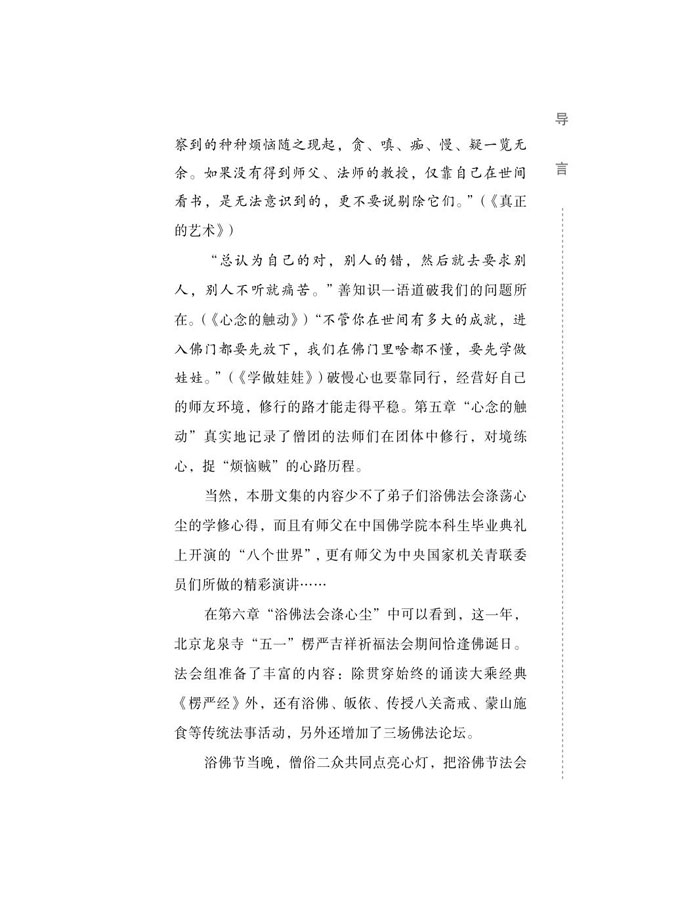 导言
察到的种种烦恼随之现起，贪、嗔、痴、慢、疑一览无
余。如果没有得到师父、法师的教授，仅靠自己在世间
看书，是无法意识到的，更不要说剔除它们。”（《真正
的艺术》）
“总认为自己的对，别人的错，然后就去要求别
人，别人不听就痛苦。”善知识一语道破我们的问题所
在。（《心念的触动》）“不管你在世间有多大的成就，进
入佛门都要先放下，我们在佛门里啥都不懂，要先学做
娃娃。”（《学做娃娃》）破慢心也要靠同行，经营好自己
的师友环境，修行的路才能走得平稳。第五章“心念的触
动”真实地记录了僧团的法师们在团体中修行，对境练
心，捉“烦恼贼”的心路历程。
当然，本册文集的内容少不了弟子们浴佛法会涤荡心
尘的学修心得，而且有师父在中国佛学院本科生毕业典礼
上开演的“八个世界”，更有师父为中央国家机关青联委
员们所做的精彩演讲……
在第六章“浴佛法会涤心尘”中可以看到，这一年，
北京龙泉寺“五一”楞严吉祥祈福法会期间恰逢佛诞日。
法会组准备了丰富的内容：除贯穿始终的诵读大乘经典
《楞严经》外，还有浴佛、皈依、传授八关斋戒、蒙山施
食等传统法事活动，另外还增加了三场佛法论坛。
浴佛节当晚，僧俗二众共同点亮心灯，把浴佛节法会